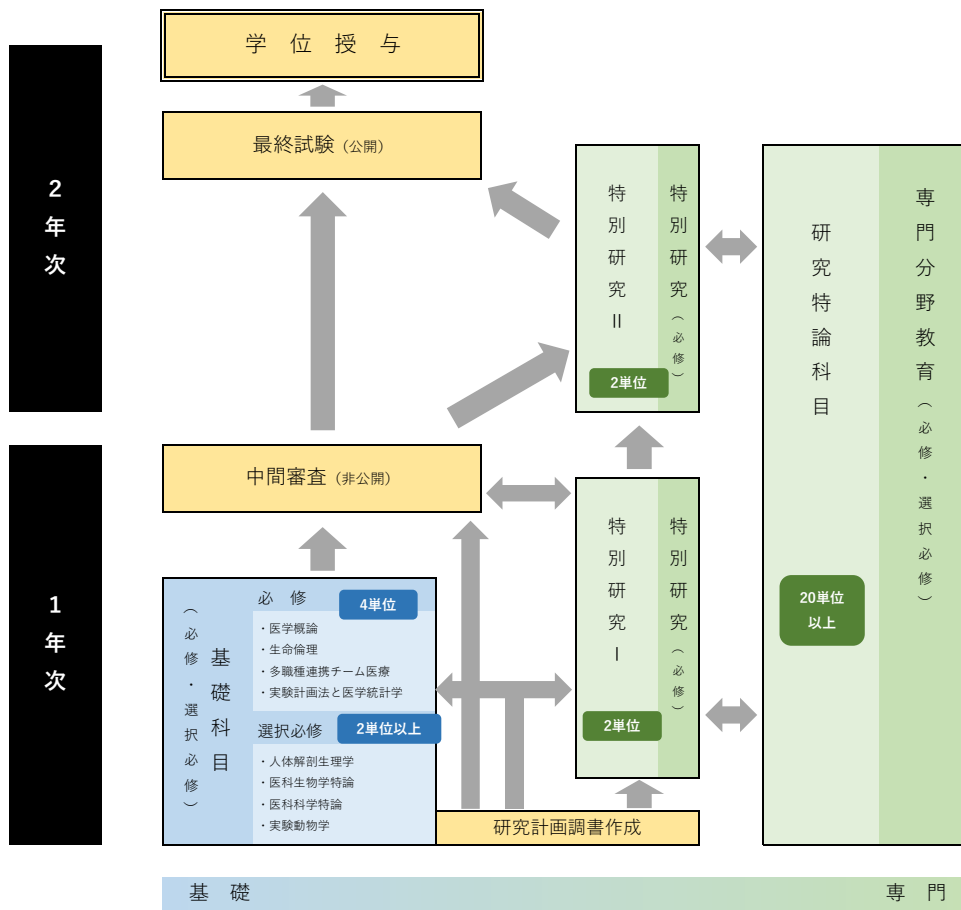 学 位 授 与
最終試験（公開）
2年次
特別研究Ⅱ
特別研究（必修）
2単位
研究特論科目
専門分野教育（必修・選択必修）
20単位
以上
中間審査（非公開）
1年次
特別研究Ⅰ
特別研究（必修）
2単位
基礎科目
（必修・選択必修）
必 修
4単位
・医学概論
・生命倫理
・多職種連携チーム医療
・実験計画法と医学統計学
選択必修
2単位以上
・人体解剖生理学
・医科生物学特論
・医科科学特論
・実験動物学
研究計画調書作成
基 礎
専 門